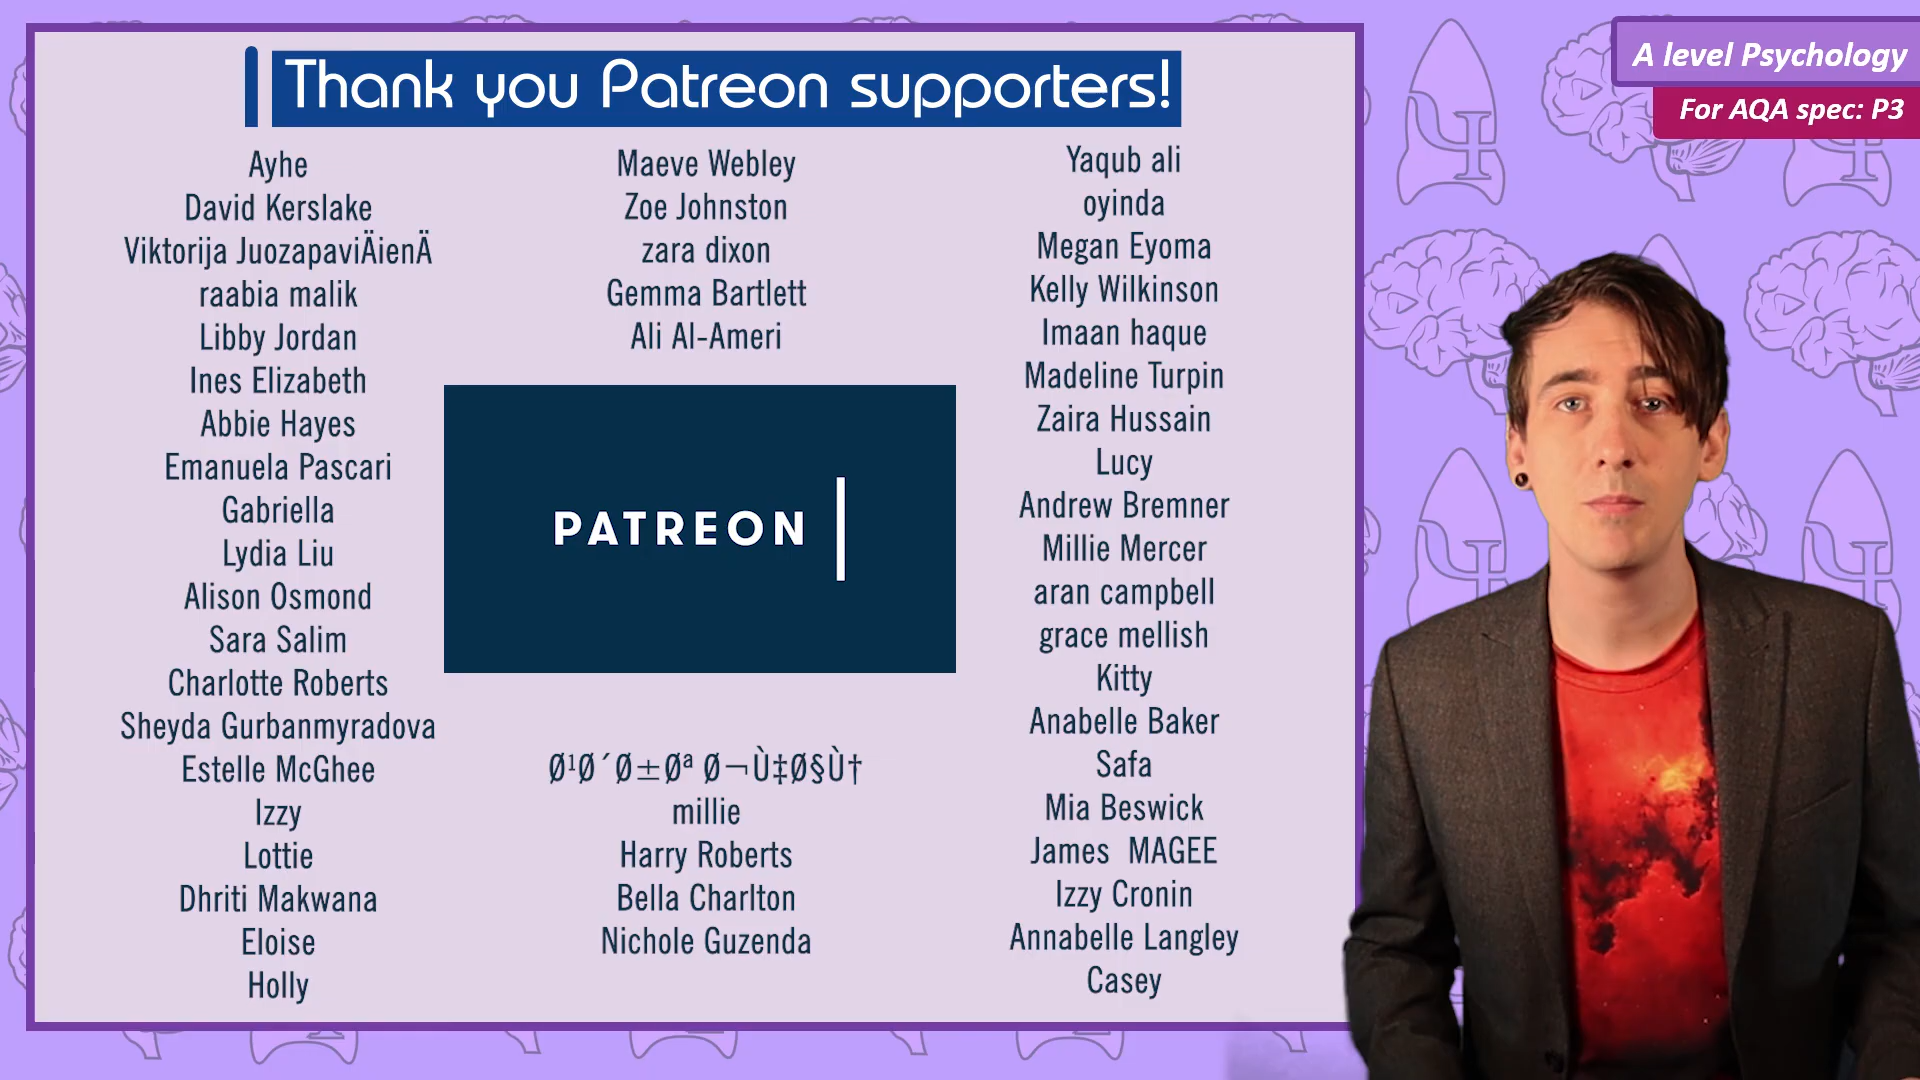 Thank you Patreon supporters!
A level Psychology
For AQA spec: P3
Ayhe
David Kerslake
Viktorija JuozapaviÄienÄ
raabia malik
Libby Jordan
Ines Elizabeth
Abbie Hayes
Emanuela Pascari
Gabriella
Lydia Liu
Alison Osmond
Sara Salim
Charlotte Roberts
Sheyda Gurbanmyradova
Estelle McGhee
Izzy
Lottie
Dhriti Makwana
Eloise
Holly
Maeve Webley
Zoe Johnston
zara dixon
Gemma Bartlett
Ali Al-Ameri
PATREON
Ø¹Ø´Ø±Øª Ø¬Ù‡Ø§Ù†
millie
Harry Roberts
Bella Charlton
Nichole Guzenda
Yaqub ali
oyinda
Megan Eyoma
Kelly Wilkinson
Imaan haque
Madeline Turpin
Zaira Hussain
Lucy
Andrew Bremner
Millie Mercer
aran campbell
grace mellish
Kitty
Anabelle Baker
Safa
Mia Beswick
James  MAGEE
Izzy Cronin
Annabelle Langley
Casey